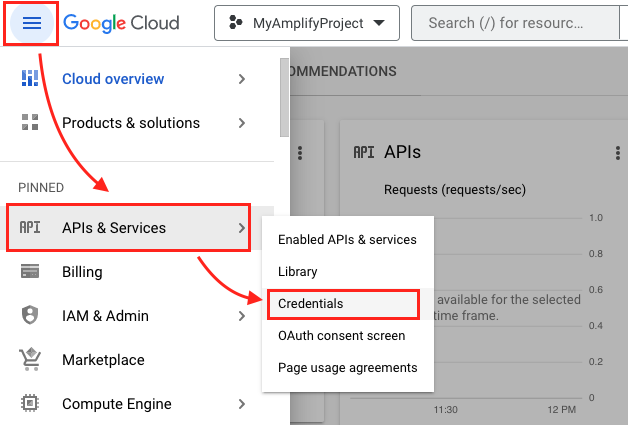 Google Cloud
MyAmplifyProject
Search (/) for resourc...
Cloud overview
Products & solutions
PINNED
API APIs & Services
Billing
IAM & Admin
Marketplace
Compute Engine
Enabled APIs & services
Library
Credentials
OAuth consent screen
Page usage agreements
OMMENDATIONS
API APIs
Requests (requests/sec)
1.0
0.8
0.6
available for the selected
time frame.
0.4
0.2
0
11:30
12 PM